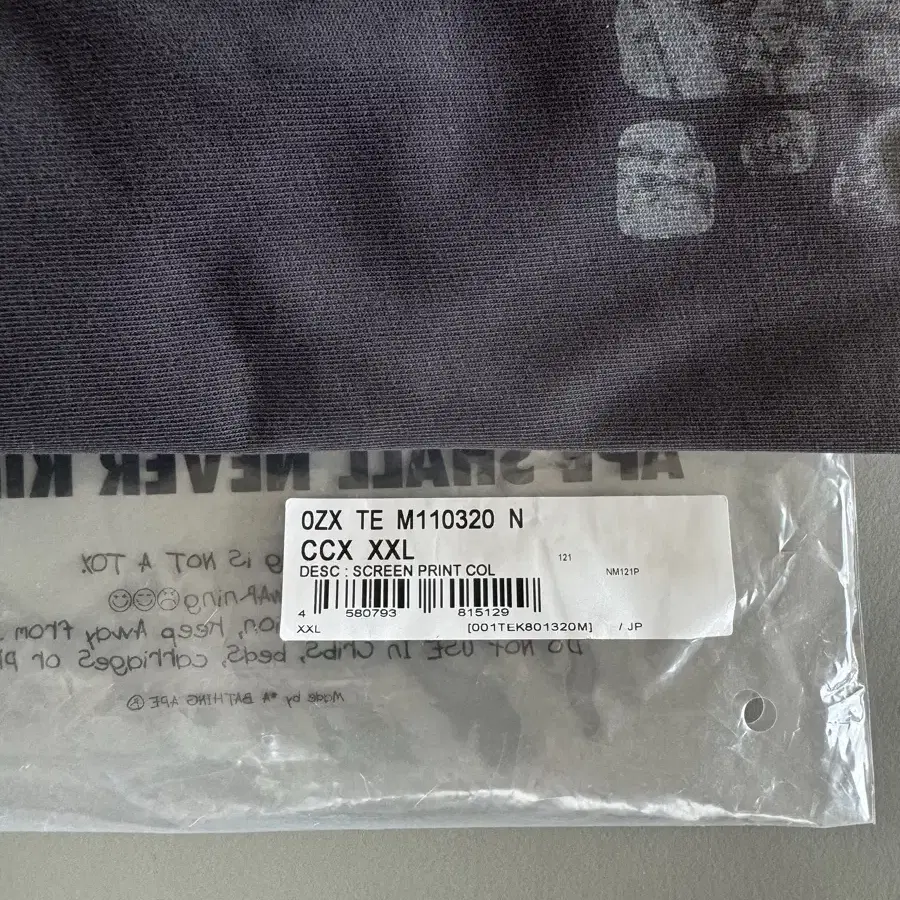 APE SHALL NEVER KI
0ZX TE M110320 N
CCX XXL
121
NM121P
DESC : SCREEN PRINT COL
4 580793 815129
XXL [001TEK801320M] / JP
g iS NOT A TOY
WARning
ion, Keep Away From
DO NOT USE In Cribs, beds, carriages or pl
Made by "A BATHING APE®